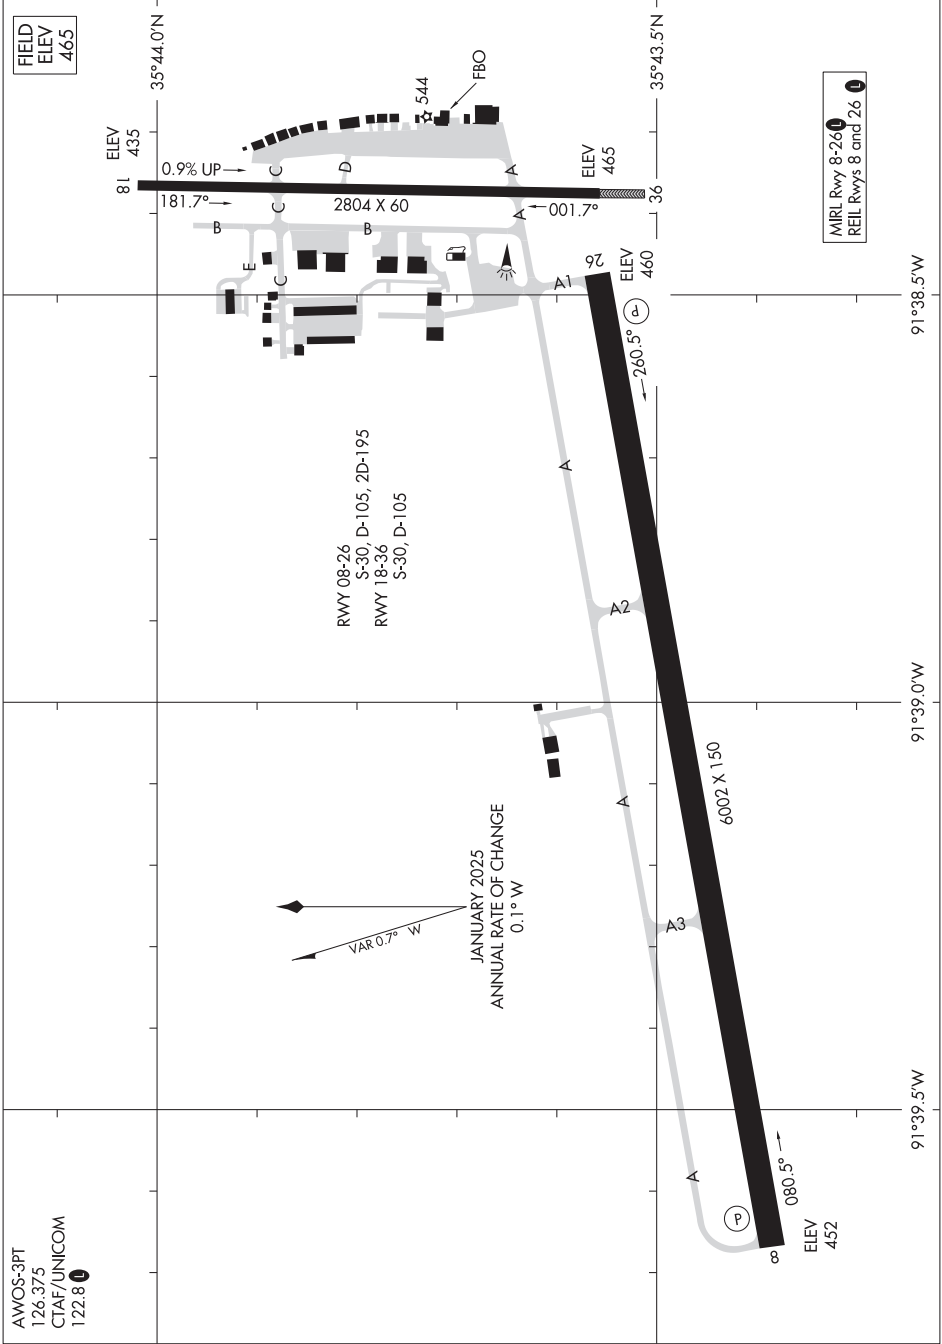 FIELD
ELEV
465
35°44.0'N
35°43.5'N
AWOS-3PT
126.375
CTAF/UNICOM
122.8 L
MIRL Rwy 8-26 L
REIL Rwys 8 and 26 L
ELEV
435
18
0.9% UP
181.7°
2804 X 60
001.7°
ELEV
465
36
544
FBO
C
D
A
C
A
B
B
E
C
A1
26
ELEV
460
260.5°
P
A
RWY 08-26
S-30, D-105, 2D-195
RWY 18-36
S-30, D-105
A2
A
6002 X 150
VAR 0.7° W
JANUARY 2025
ANNUAL RATE OF CHANGE
0.1° W
A3
A
P
080.5°
8
ELEV
452
91°38.5'W
91°39.0'W
91°39.5'W